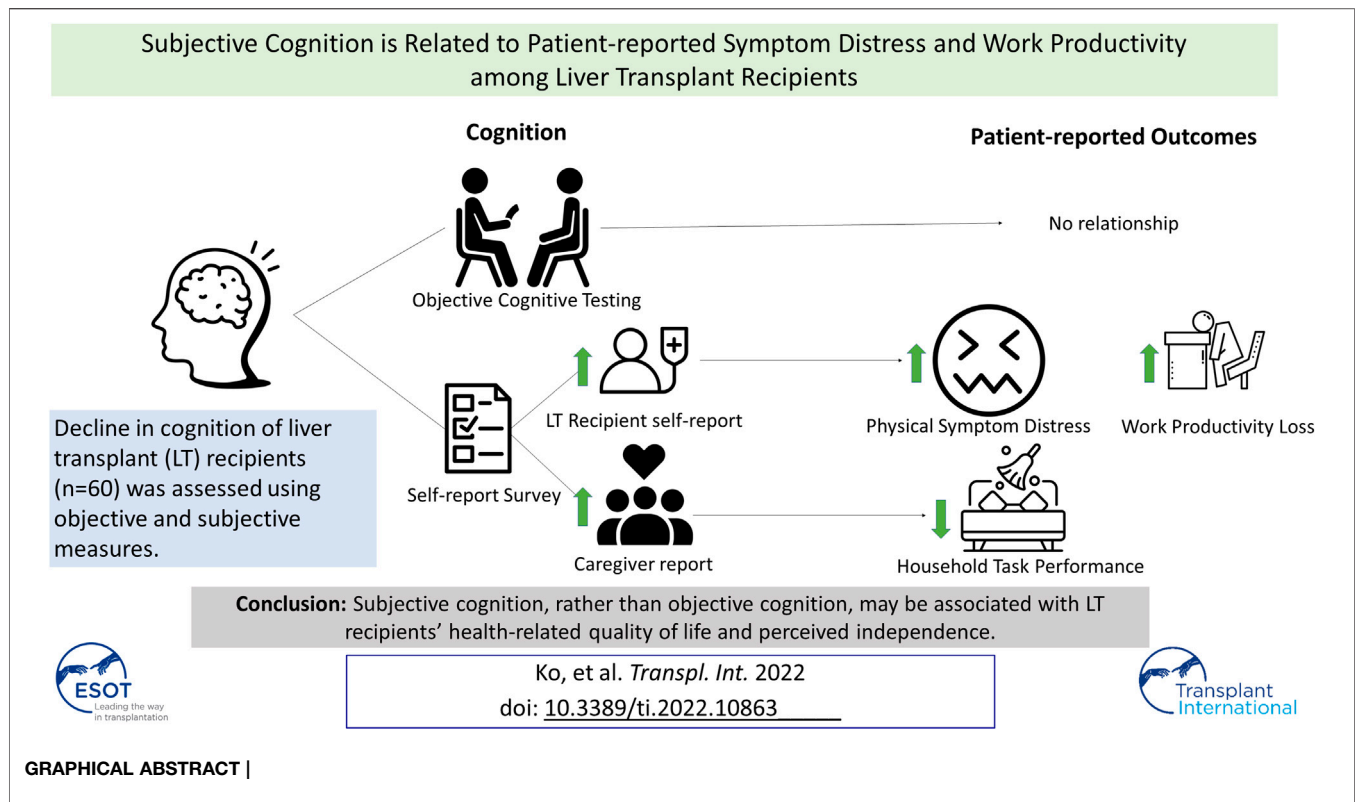 Subjective Cognition is Related to Patient-reported Symptom Distress and Work Productivity
among Liver Transplant Recipients
Cognition
Patient-reported Outcomes
No relationship
Objective Cognitive Testing
LT Recipient self-report
Physical Symptom Distress
Work Productivity Loss
Decline in cognition of liver
transplant (LT) recipients
(n=60) was assessed using
objective and subjective
measures.
Self-report Survey
Caregiver report
Household Task Performance
Conclusion: Subjective cognition, rather than objective cognition, may be associated with LT
recipients’ health-related quality of life and perceived independence.
ESOT
Leading the way
in transplantation
Ko, et al. Transpl. Int. 2022
doi: 10.3389/ti.2022.10863_____
Transplant
International
GRAPHICAL ABSTRACT |